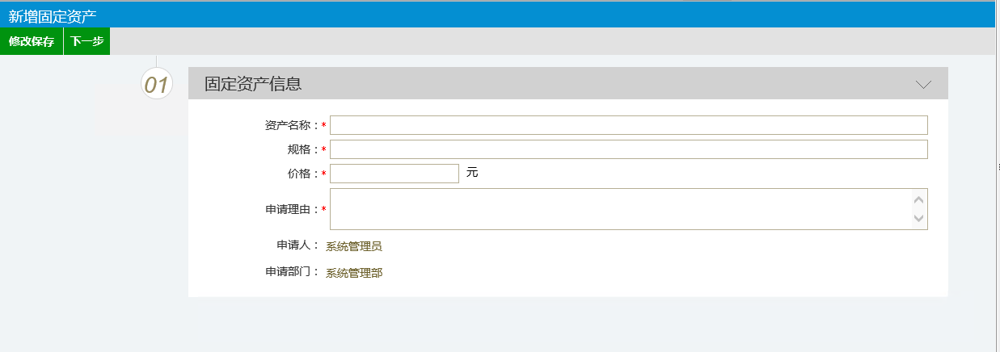 新增固定资产
修改保存 下一步
01 固定资产信息
资产名称：*
规格：*
价格：* 元
申请理由：*
申请人： 系统管理员
申请部门： 系统管理部